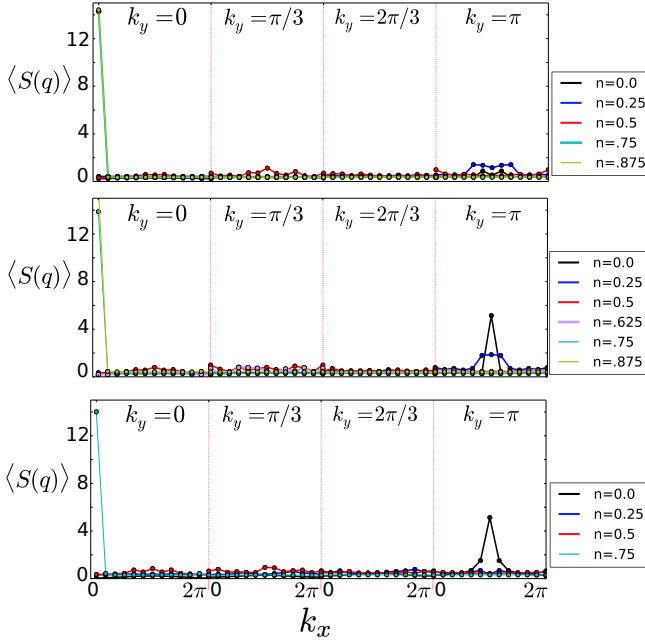 k_y = 0 k_y = π/3 k_y = 2π/3 k_y = π
12
8
4
0
⟨S(q)⟩
n=0.0
n=0.25
n=0.5
n=.75
n=.875
k_y = 0 k_y = π/3 k_y = 2π/3 k_y = π
12
8
4
0
⟨S(q)⟩
n=0.0
n=0.25
n=0.5
n=.625
n=.75
n=.875
k_y = 0 k_y = π/3 k_y = 2π/3 k_y = π
12
8
4
0
⟨S(q)⟩
n=0.0
n=0.25
n=0.5
n=.75
0 2π 0 2π 0 2π 0 2π
k_x